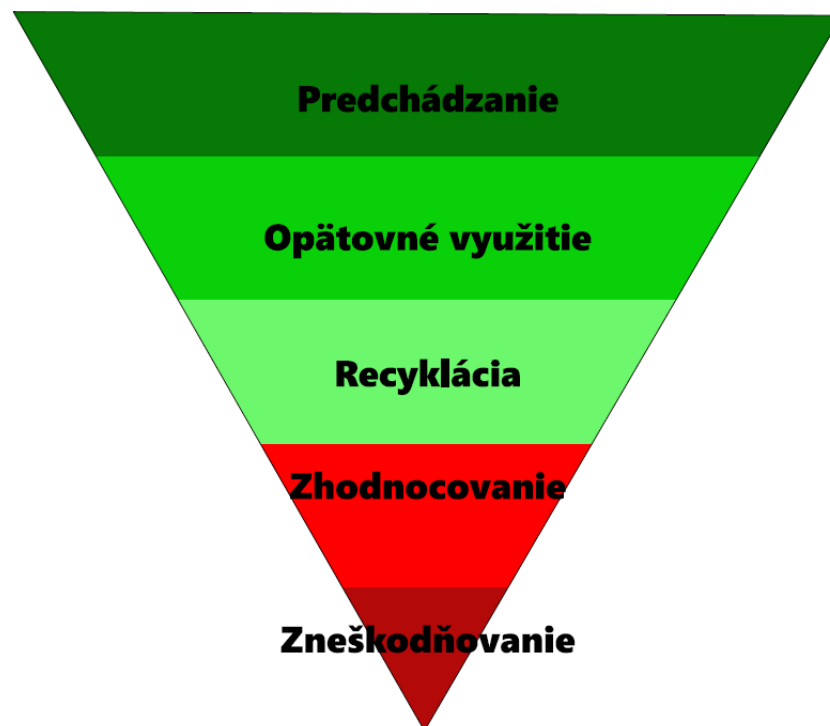 Predchádzanie
Opätovné využitie
Recyklácia
Zhodnocovanie
Zneškodňovanie